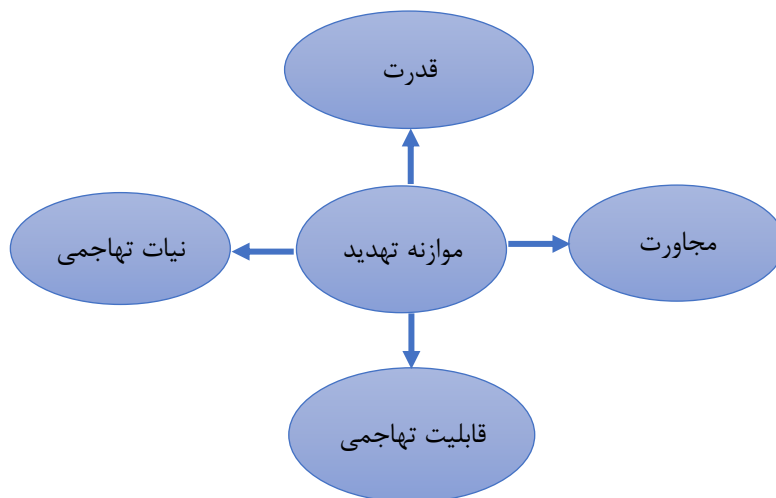 قدرت
مجاورت
موازنه تهدید
نیات تهاجمی
قابلیت تهاجمی